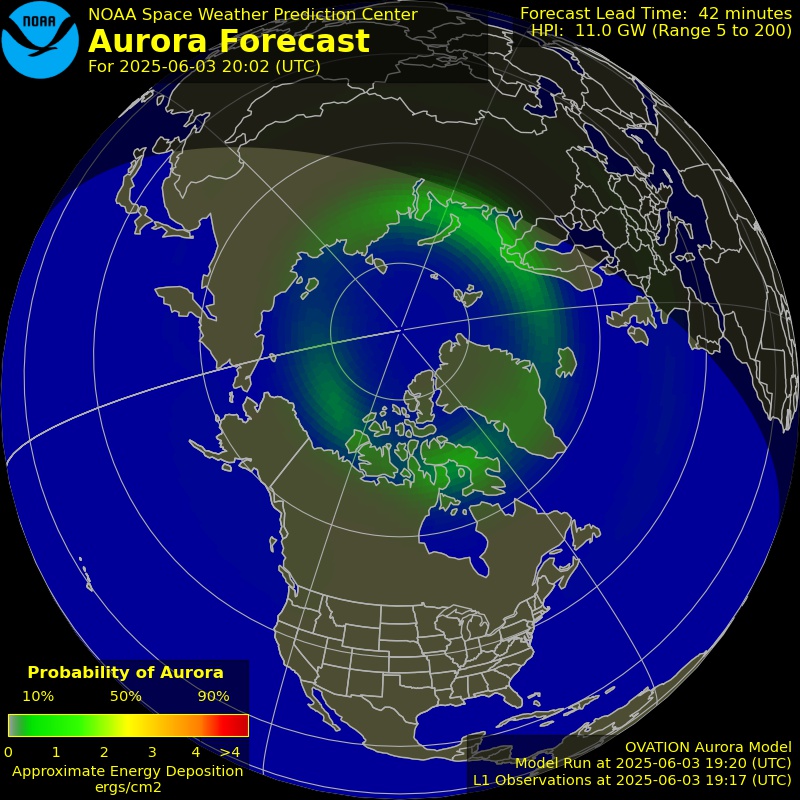 NOAA
NOAA Space Weather Prediction Center
Aurora Forecast
For 2025-06-03 20:02 (UTC)
Forecast Lead Time: 42 minutes
HPI: 11.0 GW (Range 5 to 200)
Probability of Aurora
10% 50% 90%
0 1 2 3 4 >4
Approximate Energy Deposition
ergs/cm2
OVATION Aurora Model
Model Run at 2025-06-03 19:20 (UTC)
L1 Observations at 2025-06-03 19:17 (UTC)